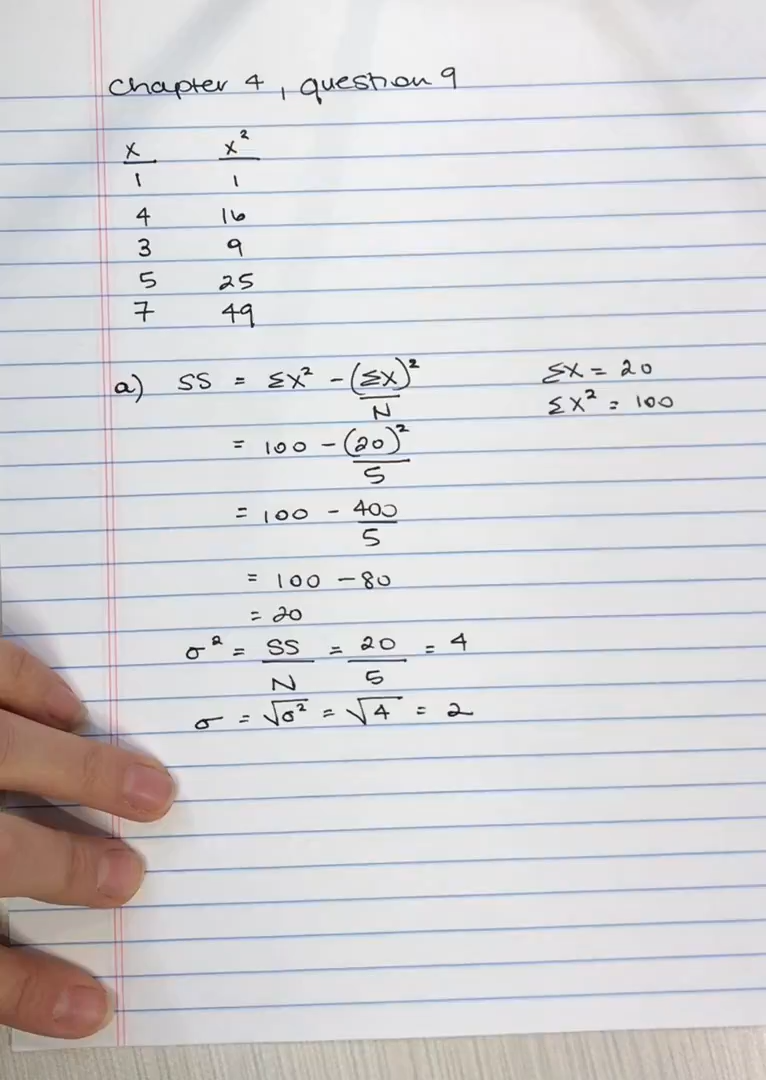 chapter 4, question 9
x x²
1 1
4 16
3 9
5 25
7 49
a) SS = Σx² - (Σx)²/N
Σx = 20
Σx² = 100
= 100 - (20)²/5
= 100 - 400/5
= 100 - 80
= 20
σ² = SS/N = 20/5 = 4
σ = √σ² = √4 = 2